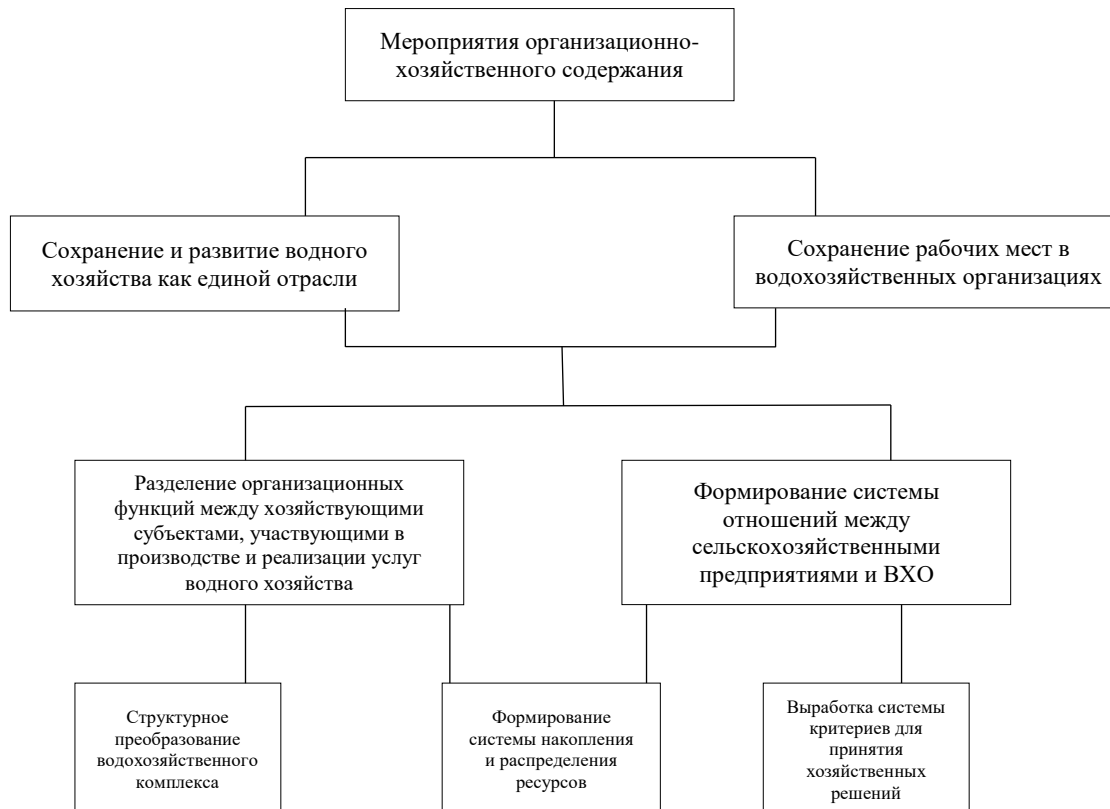 Мероприятия организационно-
хозяйственного содержания
Сохранение и развитие водного
хозяйства как единой отрасли
Сохранение рабочих мест в
водохозяйственных организациях
Разделение организационных
функций между хозяйствующими
субъектами, участвующими в
производстве и реализации услуг
водного хозяйства
Формирование системы
отношений между
сельскохозяйственными
предприятиями и ВХО
Структурное
преобразование
водохозяйственного
комплекса
Формирование
системы накопления
и распределения
ресурсов
Выработка системы
критериев для
принятия
хозяйственных
решений